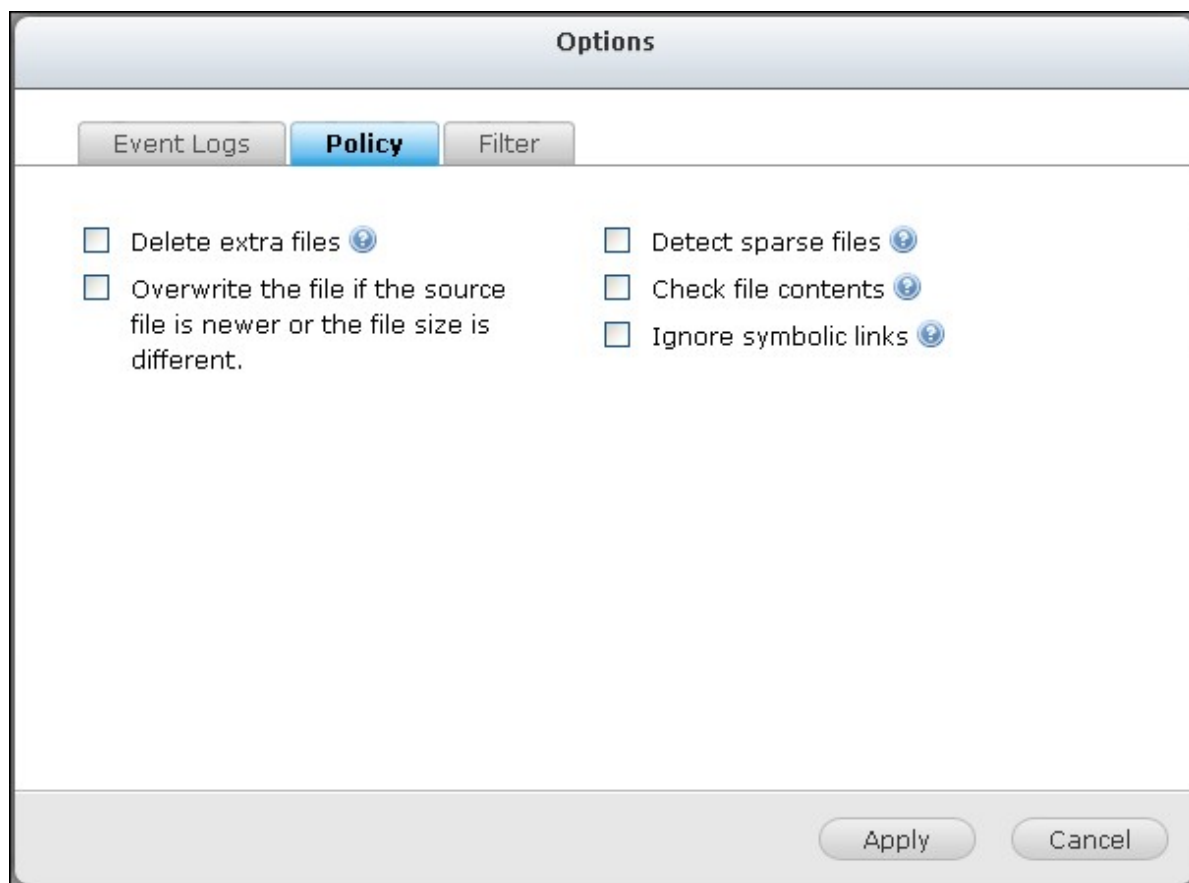 Options
Event Logs
Policy
Filter
Delete extra files
Overwrite the file if the source
file is newer or the file size is
different.
Detect sparse files
Check file contents
Ignore symbolic links
Apply
Cancel